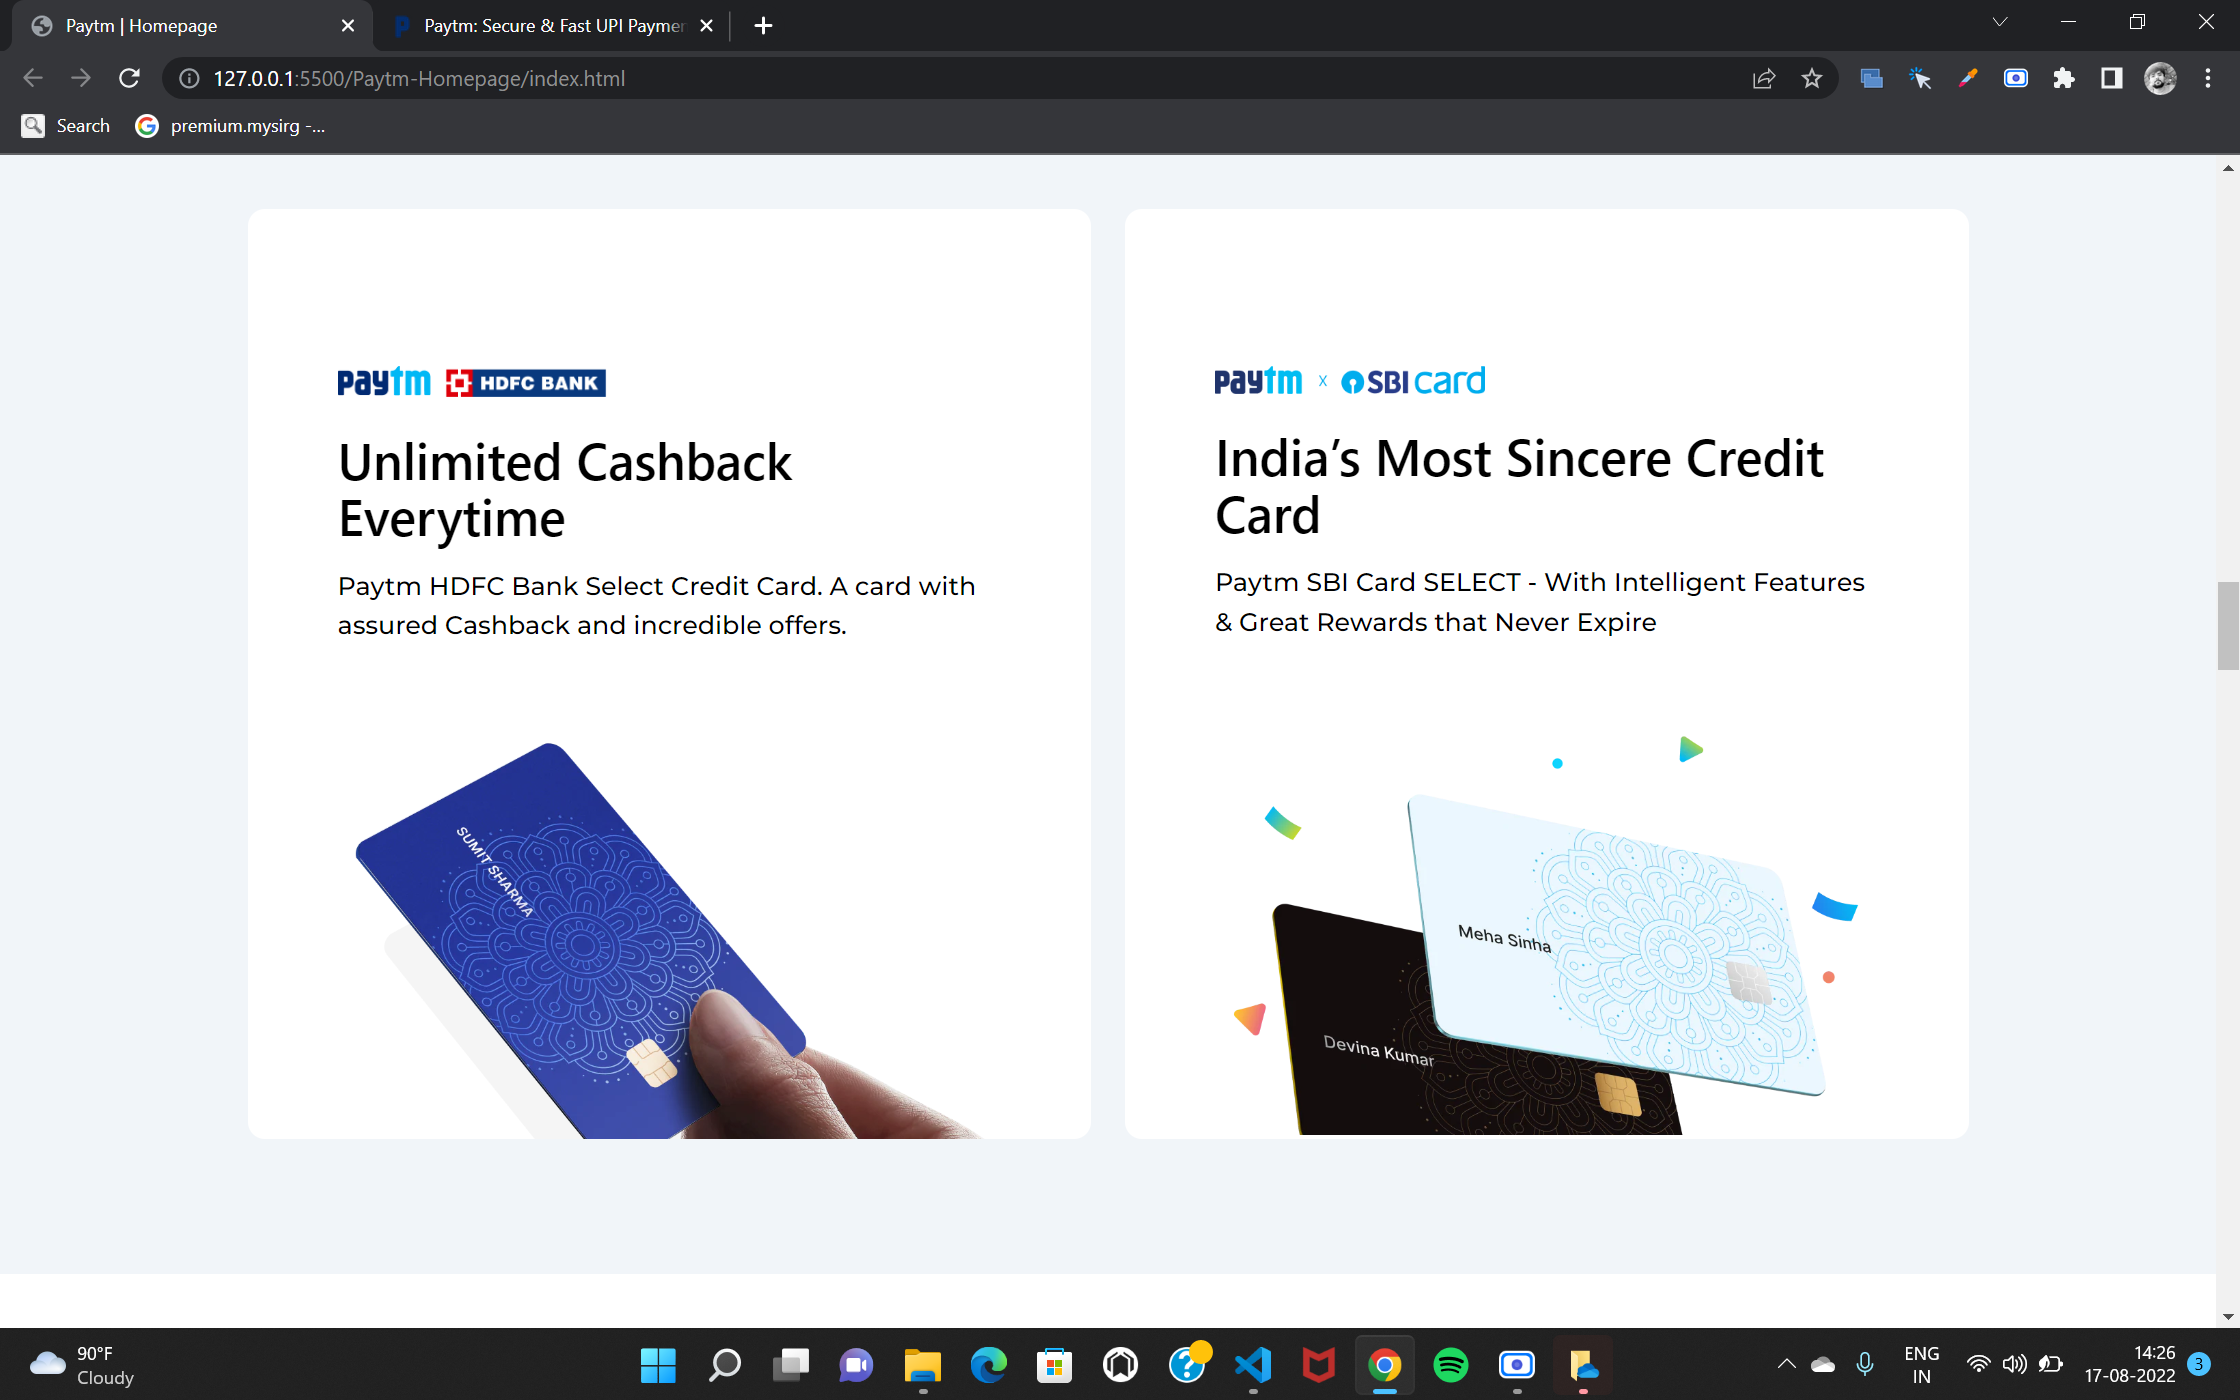 Paytm | Homepage
Paytm: Secure & Fast UPI Paymen
127.0.0.1:5500/Paytm-Homepage/index.html
Search
premium.mysirg -...
paytm HDFC BANK
Unlimited Cashback
Everytime
Paytm HDFC Bank Select Credit Card. A card with
assured Cashback and incredible offers.
SUMIT SHARMA
paytm x SBI card
India's Most Sincere Credit
Card
Paytm SBI Card SELECT - With Intelligent Features
& Great Rewards that Never Expire
Meha Sinha
Devina Kumar
90°F
Cloudy
ENG
IN
14:26
17-08-2022
3